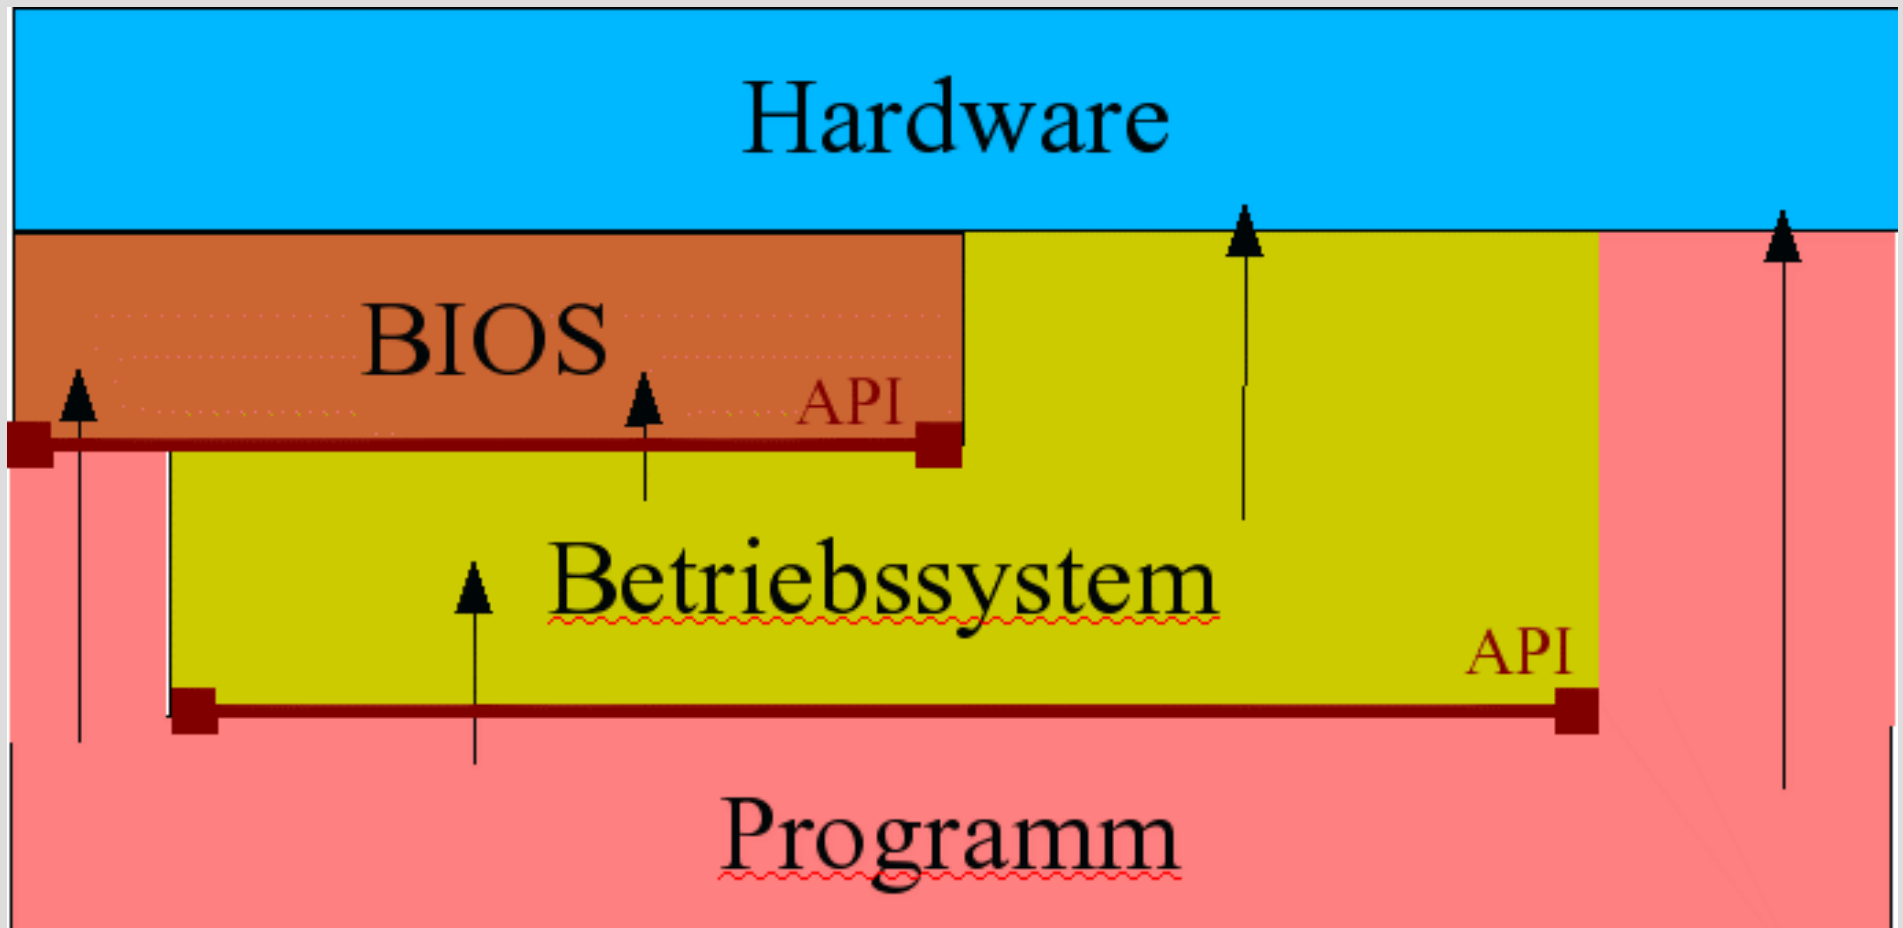 Hardware
BIOS
API
Betriebssystem
API
Programm